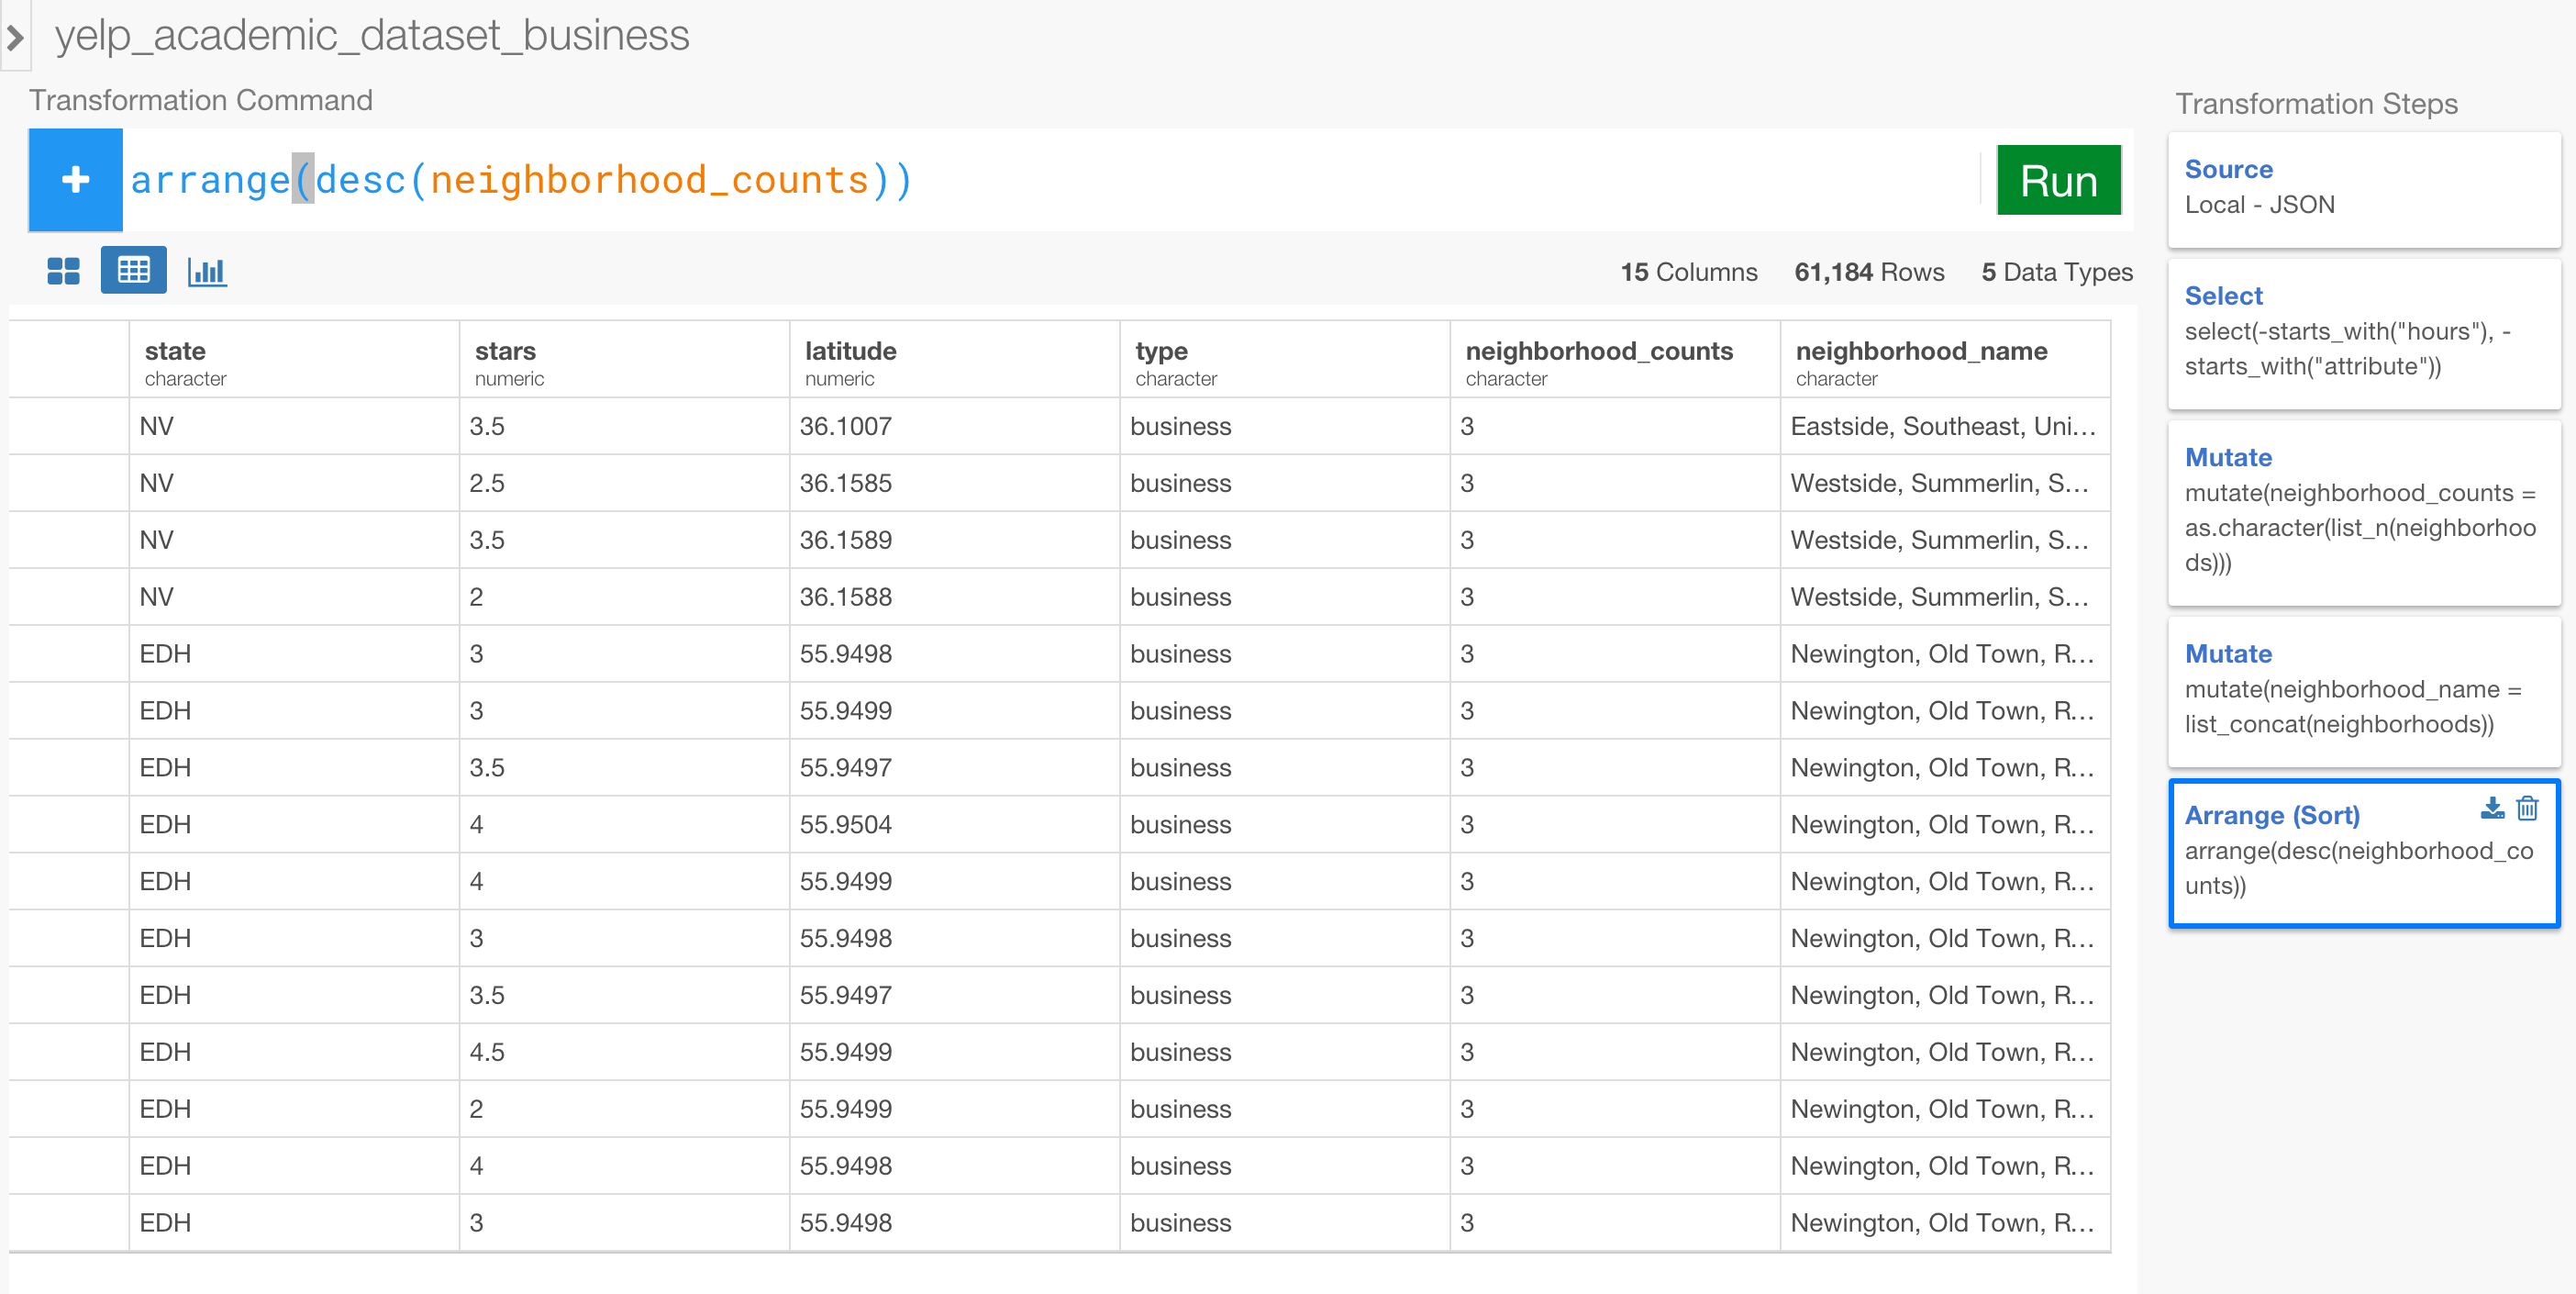 yelp_academic_dataset_business
Transformation Command
arrange(desc(neighborhood_counts))
Run
15 Columns 61,184 Rows 5 Data Types
state stars latitude type neighborhood_counts neighborhood_name
character numeric numeric character character character
NV 3.5 36.1007 business 3 Eastside, Southeast, Uni...
NV 2.5 36.1585 business 3 Westside, Summerlin, S...
NV 3.5 36.1589 business 3 Westside, Summerlin, S...
NV 2 36.1588 business 3 Westside, Summerlin, S...
EDH 3 55.9498 business 3 Newington, Old Town, R...
EDH 3 55.9499 business 3 Newington, Old Town, R...
EDH 3.5 55.9497 business 3 Newington, Old Town, R...
EDH 4 55.9504 business 3 Newington, Old Town, R...
EDH 4 55.9499 business 3 Newington, Old Town, R...
EDH 3 55.9498 business 3 Newington, Old Town, R...
EDH 3.5 55.9497 business 3 Newington, Old Town, R...
EDH 4.5 55.9499 business 3 Newington, Old Town, R...
EDH 2 55.9499 business 3 Newington, Old Town, R...
EDH 4 55.9498 business 3 Newington, Old Town, R...
EDH 3 55.9498 business 3 Newington, Old Town, R...
Transformation Steps
Source
Local - JSON
Select
select(-starts_with("hours"), -
starts_with("attribute"))
Mutate
mutate(neighborhood_counts =
as.character(list_n(neighborhoo
ds)))
Mutate
mutate(neighborhood_name =
list_concat(neighborhoods))
Arrange (Sort)
arrange(desc(neighborhood_co
unts))